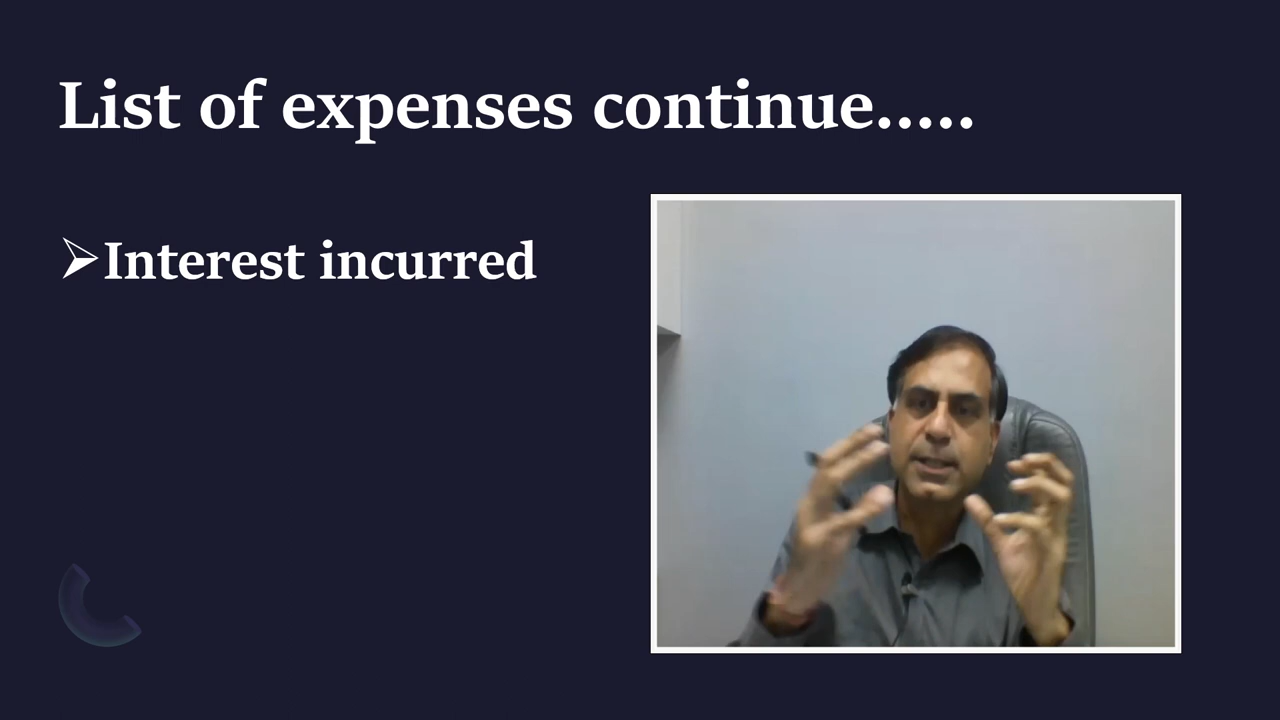 List of expenses continue.....
Interest incurred